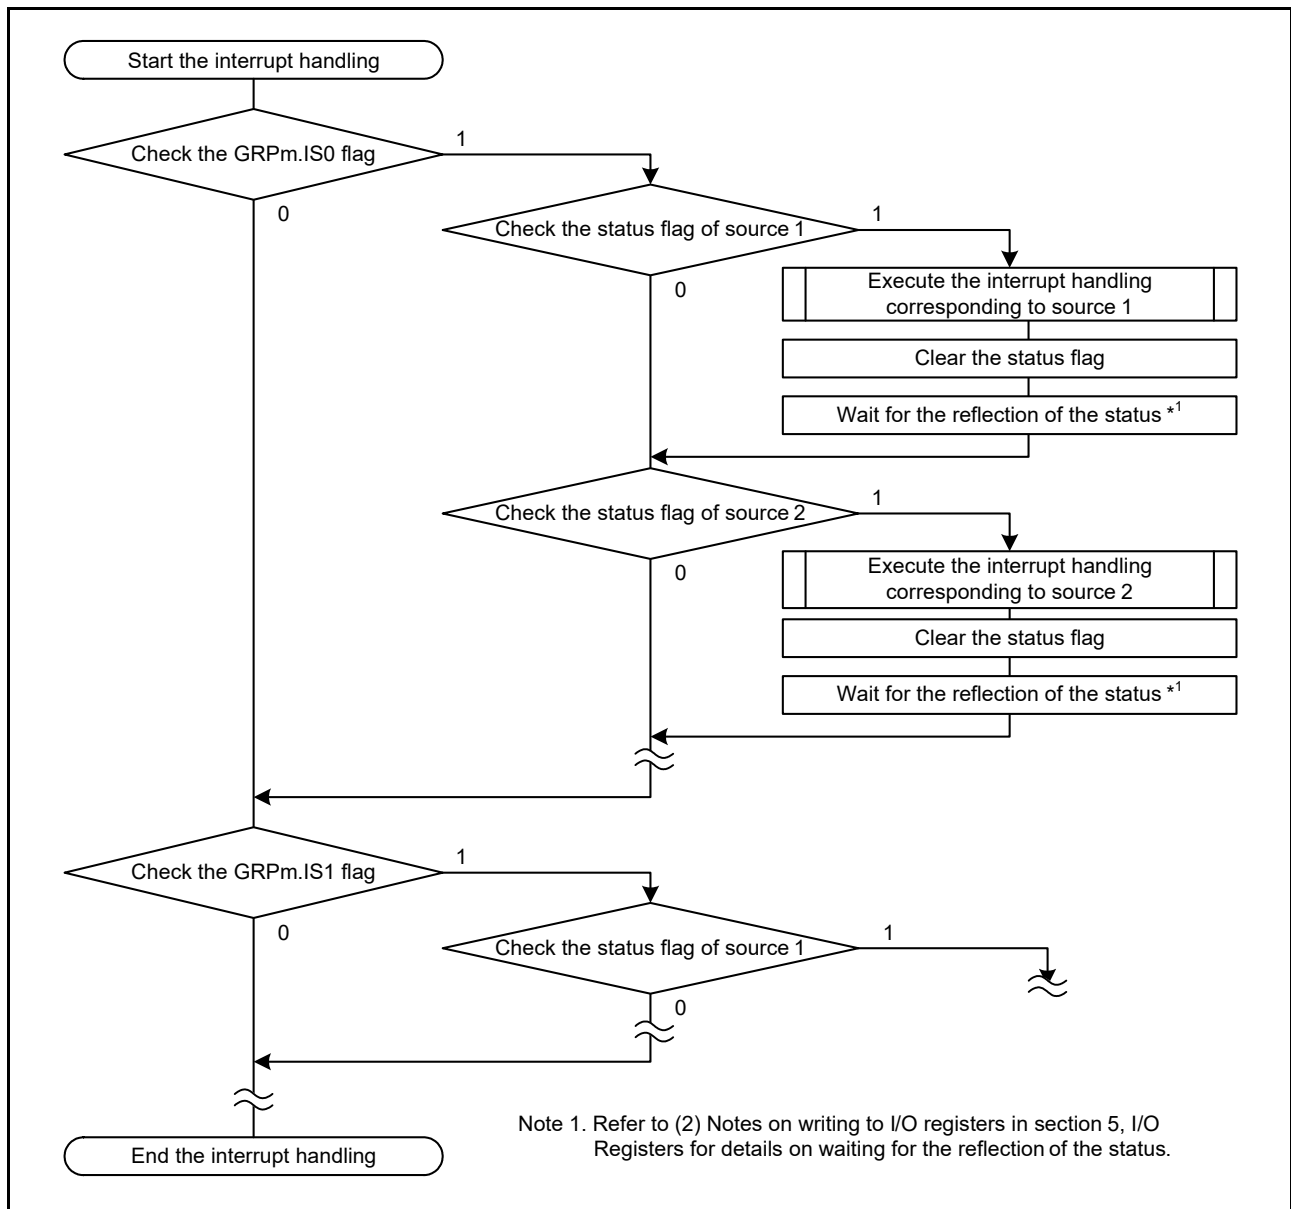 Start the interrupt handling
Check the GRPm.IS0 flag
1
0
Check the status flag of source 1
1
0
Execute the interrupt handling
corresponding to source 1
Clear the status flag
Wait for the reflection of the status *1
Check the status flag of source 2
1
0
Execute the interrupt handling
corresponding to source 2
Clear the status flag
Wait for the reflection of the status *1
Check the GRPm.IS1 flag
1
0
Check the status flag of source 1
1
0
Note 1. Refer to (2) Notes on writing to I/O registers in section 5, I/O
Registers for details on waiting for the reflection of the status.
End the interrupt handling